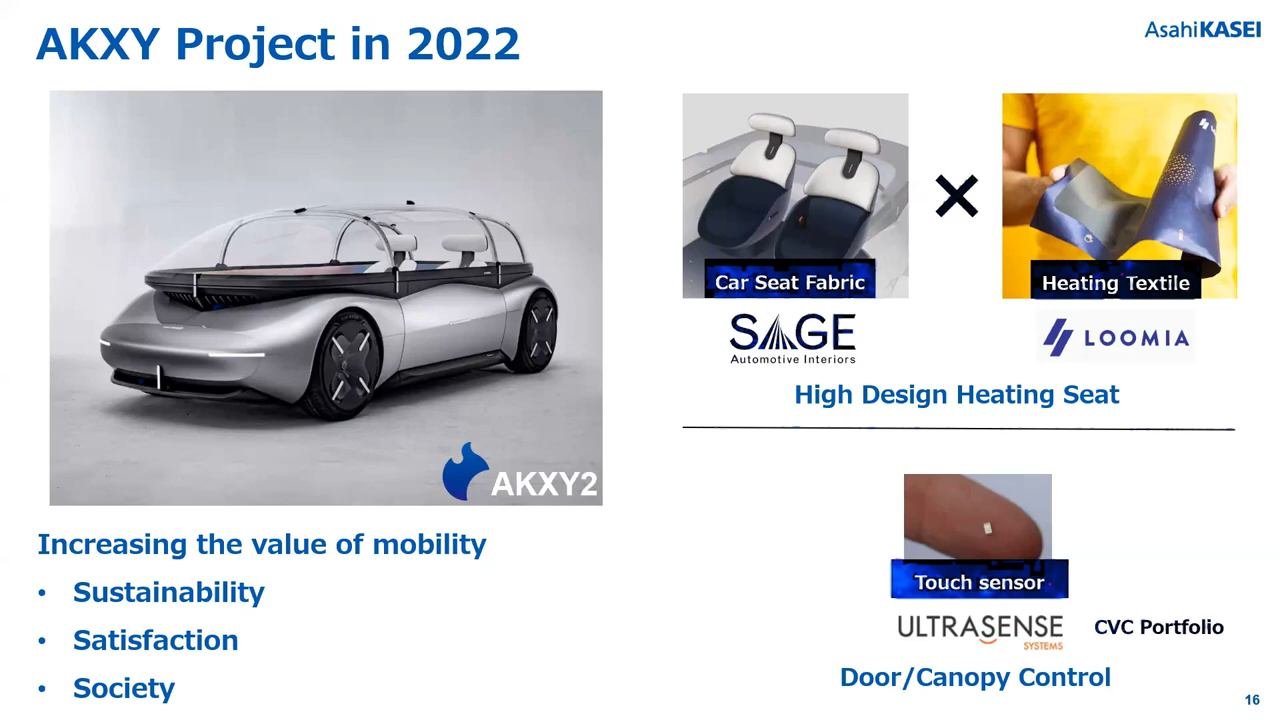 AKXY Project in 2022
AsahiKASEI
AKXY2
Increasing the value of mobility
• Sustainability
• Satisfaction
• Society
Car Seat Fabric
Heating Textile
SAGE
Automotive Interiors
LOOMIA
High Design Heating Seat
Touch sensor
ULTRASENSE
SYSTEMS
CVC Portfolio
Door/Canopy Control
16